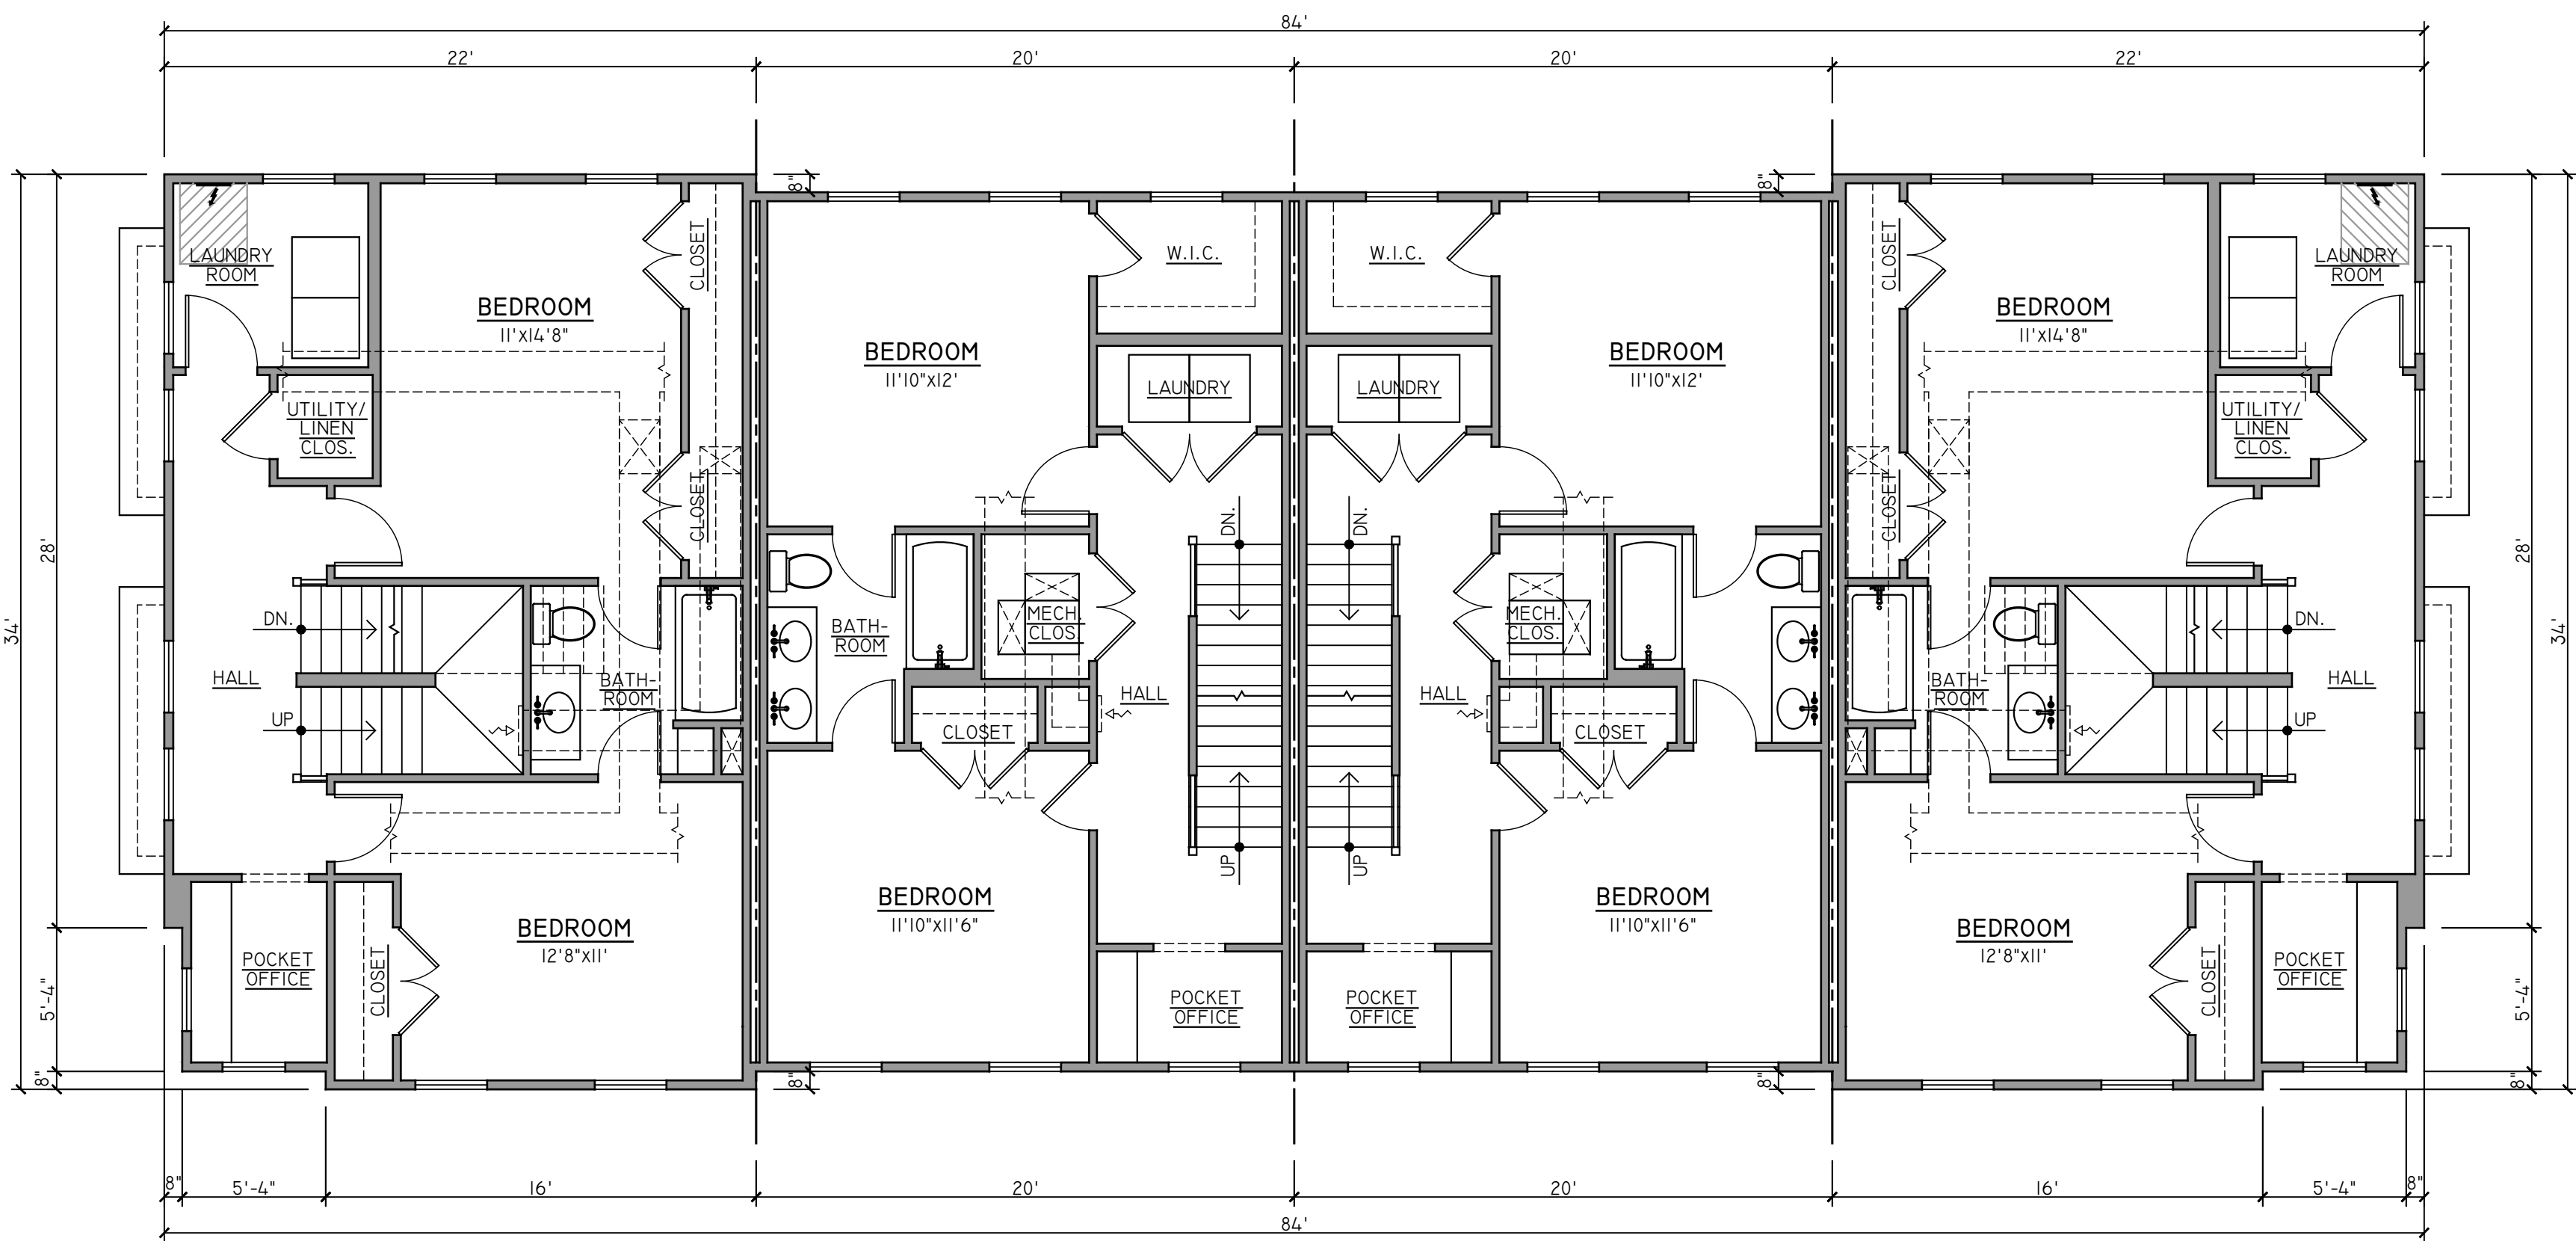 84'
22'
20'
20'
22'
8"
8"
LAUNDRY
ROOM
CLOSET
W.I.C.
W.I.C.
CLOSET
LAUNDRY
ROOM
BEDROOM
11'x14'8"
BEDROOM
11'10"x12'
BEDROOM
11'10"x12'
BEDROOM
11'x14'8"
LAUNDRY
LAUNDRY
UTILITY/
LINEN
CLOS.
CLOSET
UTILITY/
LINEN
CLOS.
CLOSET
34'
28'
28'
34'
DN.
DN.
DN.
BATH-
ROOM
MECH.
CLOS.
MECH.
CLOS.
DN.
HALL
BATH-
ROOM
HALL
HALL
BATH-
ROOM
HALL
UP
CLOSET
CLOSET
UP
UP
UP
BEDROOM
12'8"x11'
BEDROOM
11'10"x11'6"
BEDROOM
11'10"x11'6"
BEDROOM
12'8"x11'
POCKET
OFFICE
CLOSET
POCKET
OFFICE
POCKET
OFFICE
CLOSET
POCKET
OFFICE
5'-4"
5'-4"
8"
8"
8"
8"
8"
5'-4"
16'
20'
20'
16'
5'-4"
8"
84'